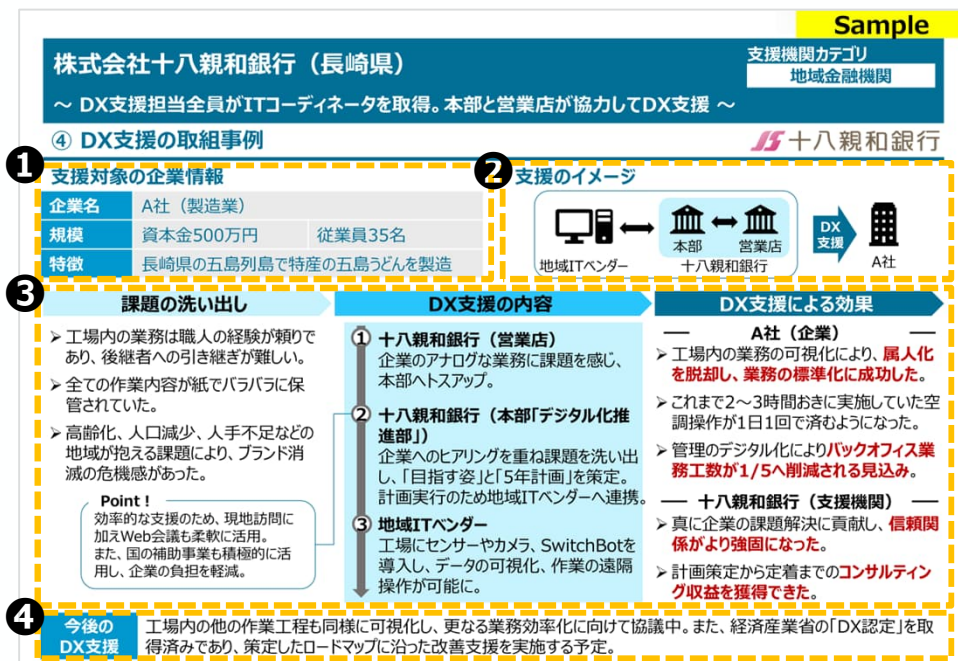 Sample
株式会社十八親和銀行（長崎県）
支援機関カテゴリ
地域金融機関
～ DX支援担当全員がITコーディネータを取得。本部と営業店が協力してDX支援 ～
④ DX支援の取組事例
十八親和銀行
❶
支援対象の企業情報
企業名 A社（製造業）
規模 資本金500万円 従業員35名
特徴 長崎県の五島列島で特産の五島うどんを製造
❷
支援のイメージ
地域ITベンダー
本部 営業店
十八親和銀行
DX
支援
A社
❸
課題の洗い出し
➢ 工場内の業務は職人の経験が頼りで
あり、後継者への引き継ぎが難しい。
➢ 全ての作業内容が紙でバラバラに保
管されていた。
➢ 高齢化、人口減少、人手不足などの
地域が抱える課題により、ブランド消
滅の危機感があった。
Point！
効率的な支援のため、現地訪問に
加えWeb会議も柔軟に活用。
また、国の補助事業も積極的に活
用し、企業の負担を軽減。
DX支援の内容
① 十八親和銀行（営業店）
企業のアナログな業務に課題を感じ、
本部へトスアップ。
② 十八親和銀行（本部「デジタル化推
進部」）
企業へのヒアリングを重ね課題を洗い出
し、「目指す姿」と「5年計画」を策定。
計画実行のため地域ITベンダーへ連携。
③ 地域ITベンダー
工場にセンサーやカメラ、SwitchBotを
導入し、データの可視化、作業の遠隔
操作が可能に。
DX支援による効果
A社（企業）
➢ 工場内の業務の可視化により、属人化
を脱却し、業務の標準化に成功した。
➢ これまで2～3時間おきに実施していた空
調操作が1日1回で済むようになった。
➢ 管理のデジタル化によりバックオフィス業
務工数が1/5へ削減される見込み。
十八親和銀行（支援機関）
➢ 真に企業の課題解決に貢献し、信頼関
係がより強固になった。
➢ 計画策定から定着までのコンサルティン
グ収益を獲得できた。
❹
今後の
DX支援
工場内の他の作業工程も同様に可視化し、更なる業務効率化に向けて協議中。また、経済産業省の「DX認定」を取
得済みであり、策定したロードマップに沿った改善支援を実施する予定。